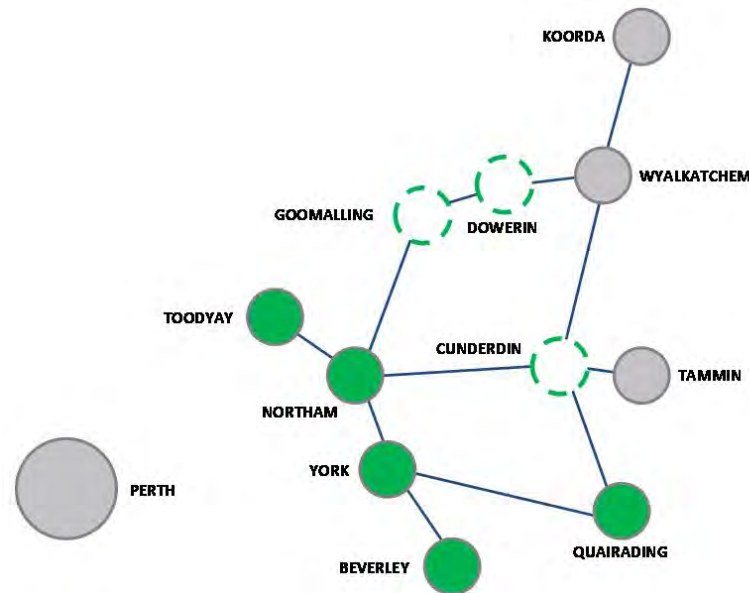 KOORDA
WYALKATCHEM
GOOMALLING
DOWERIN
TOODYAY
CUNDERDIN
TAMMIN
NORTHAM
YORK
PERTH
QUAIRADING
BEVERLEY